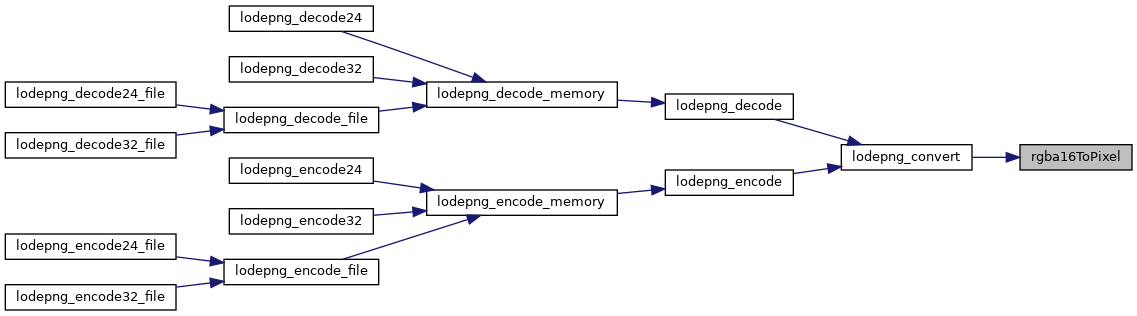 lodepng_decode24
lodepng_decode32
lodepng_decode24_file
lodepng_decode_memory
lodepng_decode
lodepng_decode_file
lodepng_decode32_file
lodepng_convert
rgba16ToPixel
lodepng_encode24
lodepng_encode
lodepng_encode_memory
lodepng_encode32
lodepng_encode24_file
lodepng_encode_file
lodepng_encode32_file